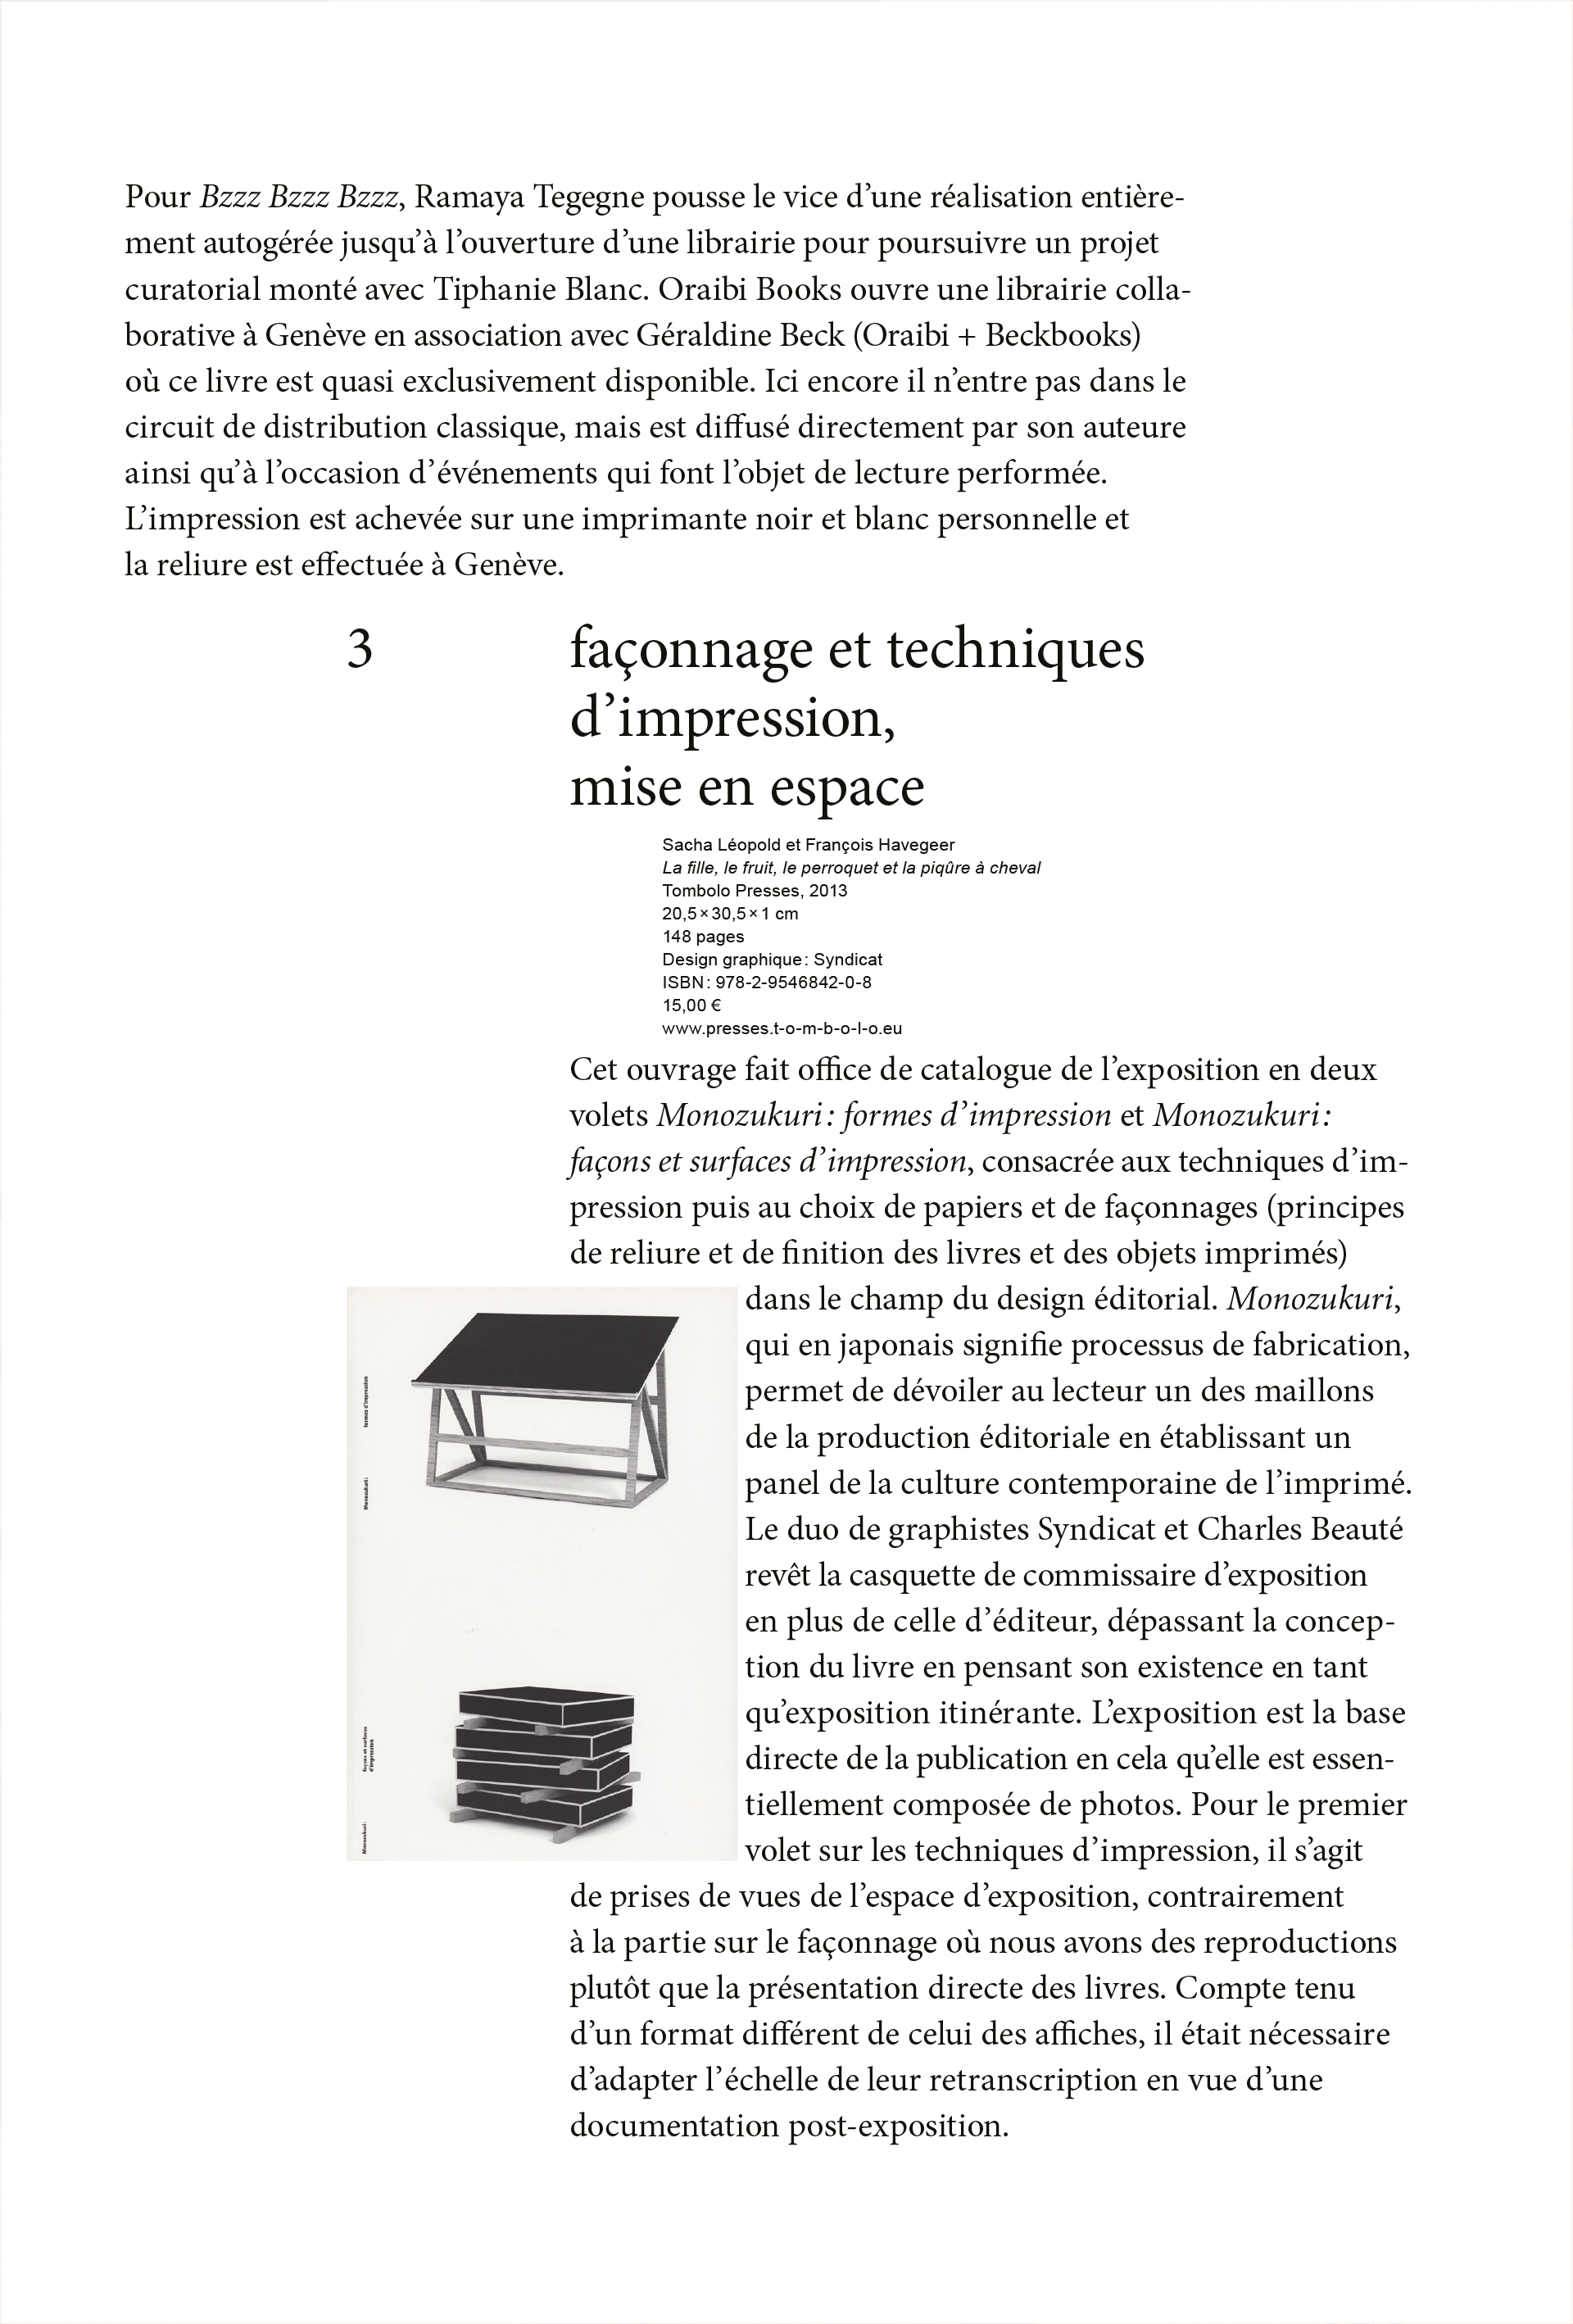 Pour Bzzz Bzzz Bzzz, Ramaya Tegegne pousse le vice d’une réalisation entière-
ment autogérée jusqu’à l’ouverture d’une librairie pour poursuivre un projet
curatorial monté avec Tiphanie Blanc. Oraibi Books ouvre une librairie colla-
borative à Genève en association avec Géraldine Beck (Oraibi + Beckbooks)
où ce livre est quasi exclusivement disponible. Ici encore il n’entre pas dans le
circuit de distribution classique, mais est diffusé directement par son auteure
ainsi qu’à l’occasion d’événements qui font l’objet de lecture performée.
L’impression est achevée sur une imprimante noir et blanc personnelle et
la reliure est effectuée à Genève.
3 façonnage et techniques
d’impression,
mise en espace
Sacha Léopold et François Havegeer
La fille, le fruit, le perroquet et la piqûre à cheval
Tombolo Presses, 2013
20,5 × 30,5 × 1 cm
148 pages
Design graphique : Syndicat
ISBN : 978-2-9546842-0-8
15,00 €
www.presses.t-o-m-b-o-l-o.eu
Cet ouvrage fait office de catalogue de l’exposition en deux
volets Monozukuri : formes d’impression et Monozukuri :
façons et surfaces d’impression, consacrée aux techniques d’im-
pression puis au choix de papiers et de façonnages (principes
de reliure et de finition des livres et des objets imprimés)
dans le champ du design éditorial. Monozukuri,
qui en japonais signifie processus de fabrication,
permet de dévoiler au lecteur un des maillons
de la production éditoriale en établissant un
panel de la culture contemporaine de l’imprimé.
Le duo de graphistes Syndicat et Charles Beauté
revêt la casquette de commissaire d’exposition
en plus de celle d’éditeur, dépassant la concep-
tion du livre en pensant son existence en tant
qu’exposition itinérante. L’exposition est la base
directe de la publication en cela qu’elle est essen-
tiellement composée de photos. Pour le premier
volet sur les techniques d’impression, il s’agit
de prises de vues de l’espace d’exposition, contrairement
à la partie sur le façonnage où nous avons des reproductions
plutôt que la présentation directe des livres. Compte tenu
d’un format différent de celui des affiches, il était nécessaire
d’adapter l’échelle de leur retranscription en vue d’une
documentation post-exposition.
Monozukuri :
formes d’impression
Monozukuri :
façons et surfaces
d’impression